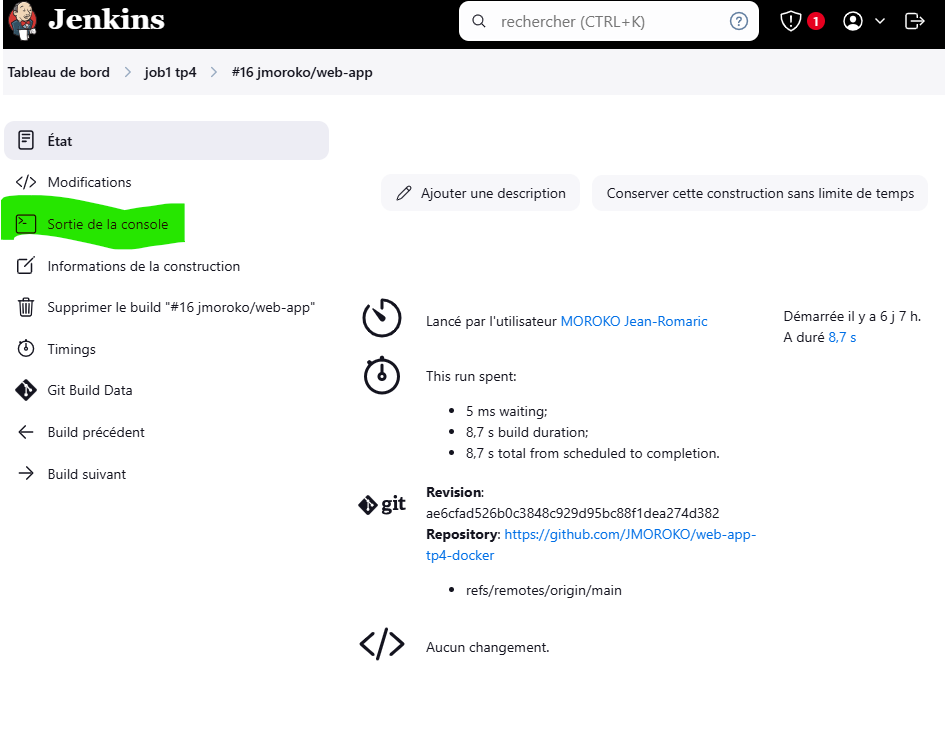 Jenkins
rechercher (CTRL+K)
?
1
Tableau de bord > job1 tp4 > #16 jmoroko/web-app
État
Modifications
Sortie de la console
Informations de la construction
Supprimer le build "#16 jmoroko/web-app"
Timings
Git Build Data
Build précédent
Build suivant
Ajouter une description
Conserver cette construction sans limite de temps
Lancé par l'utilisateur MOROKO Jean-Romaric
Démarrée il y a 6 j 7 h.
A duré 8,7 s
This run spent:
• 5 ms waiting;
• 8,7 s build duration;
• 8,7 s total from scheduled to completion.
git
Revision:
ae6cfad526b0c3848c929d95bc88f1dea274d382
Repository: https://github.com/JMOROKO/web-app-
tp4-docker
• refs/remotes/origin/main
Aucun changement.